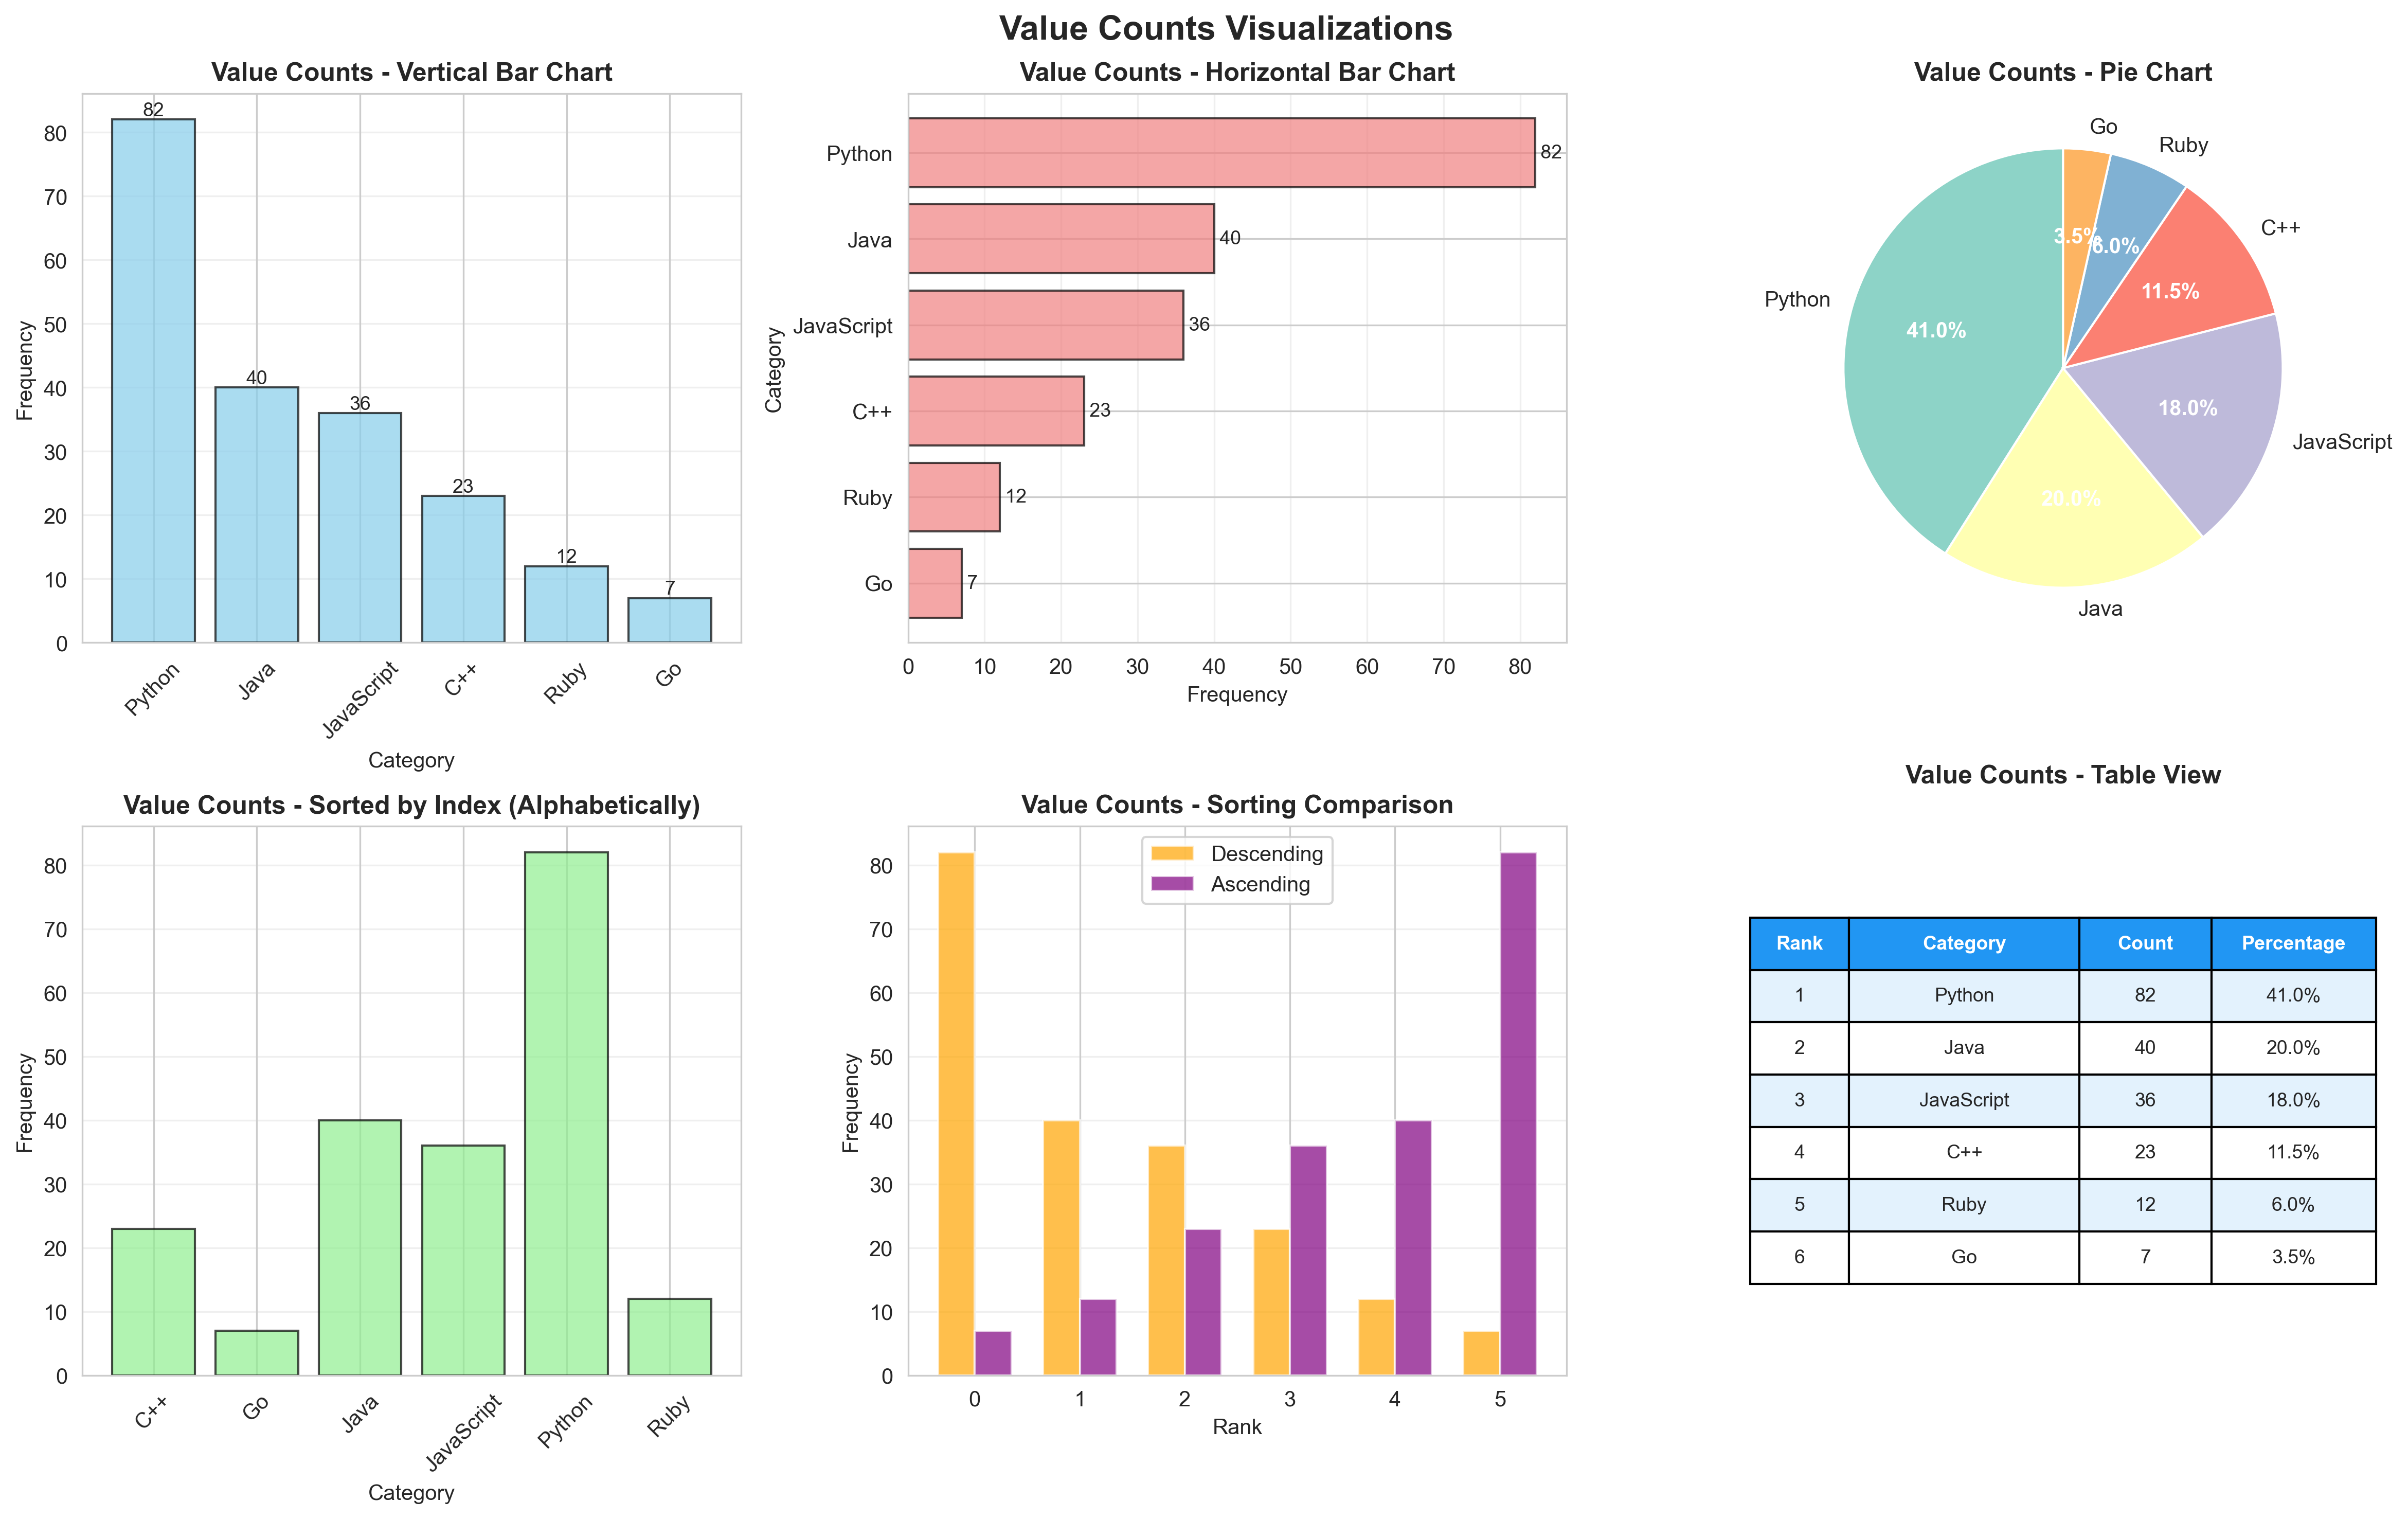 Value Counts Visualizations
Value Counts - Vertical Bar Chart
Frequency
80
70
60
50
40
30
20
10
0
82
40
36
23
12
7
Python
Java
JavaScript
C++
Ruby
Go
Category
Value Counts - Horizontal Bar Chart
Category
Python
Java
JavaScript
C++
Ruby
Go
82
40
36
23
12
7
0 10 20 30 40 50 60 70 80
Frequency
Value Counts - Pie Chart
Go
Ruby
C++
JavaScript
Java
Python
3.5%
6.0%
11.5%
18.0%
20.0%
41.0%
Value Counts - Sorted by Index (Alphabetically)
Frequency
80
70
60
50
40
30
20
10
0
C++
Go
Java
JavaScript
Python
Ruby
Category
Value Counts - Sorting Comparison
Descending
Ascending
Frequency
80
70
60
50
40
30
20
10
0
0 1 2 3 4 5
Rank
Value Counts - Table View
Rank Category Count Percentage
1 Python 82 41.0%
2 Java 40 20.0%
3 JavaScript 36 18.0%
4 C++ 23 11.5%
5 Ruby 12 6.0%
6 Go 7 3.5%